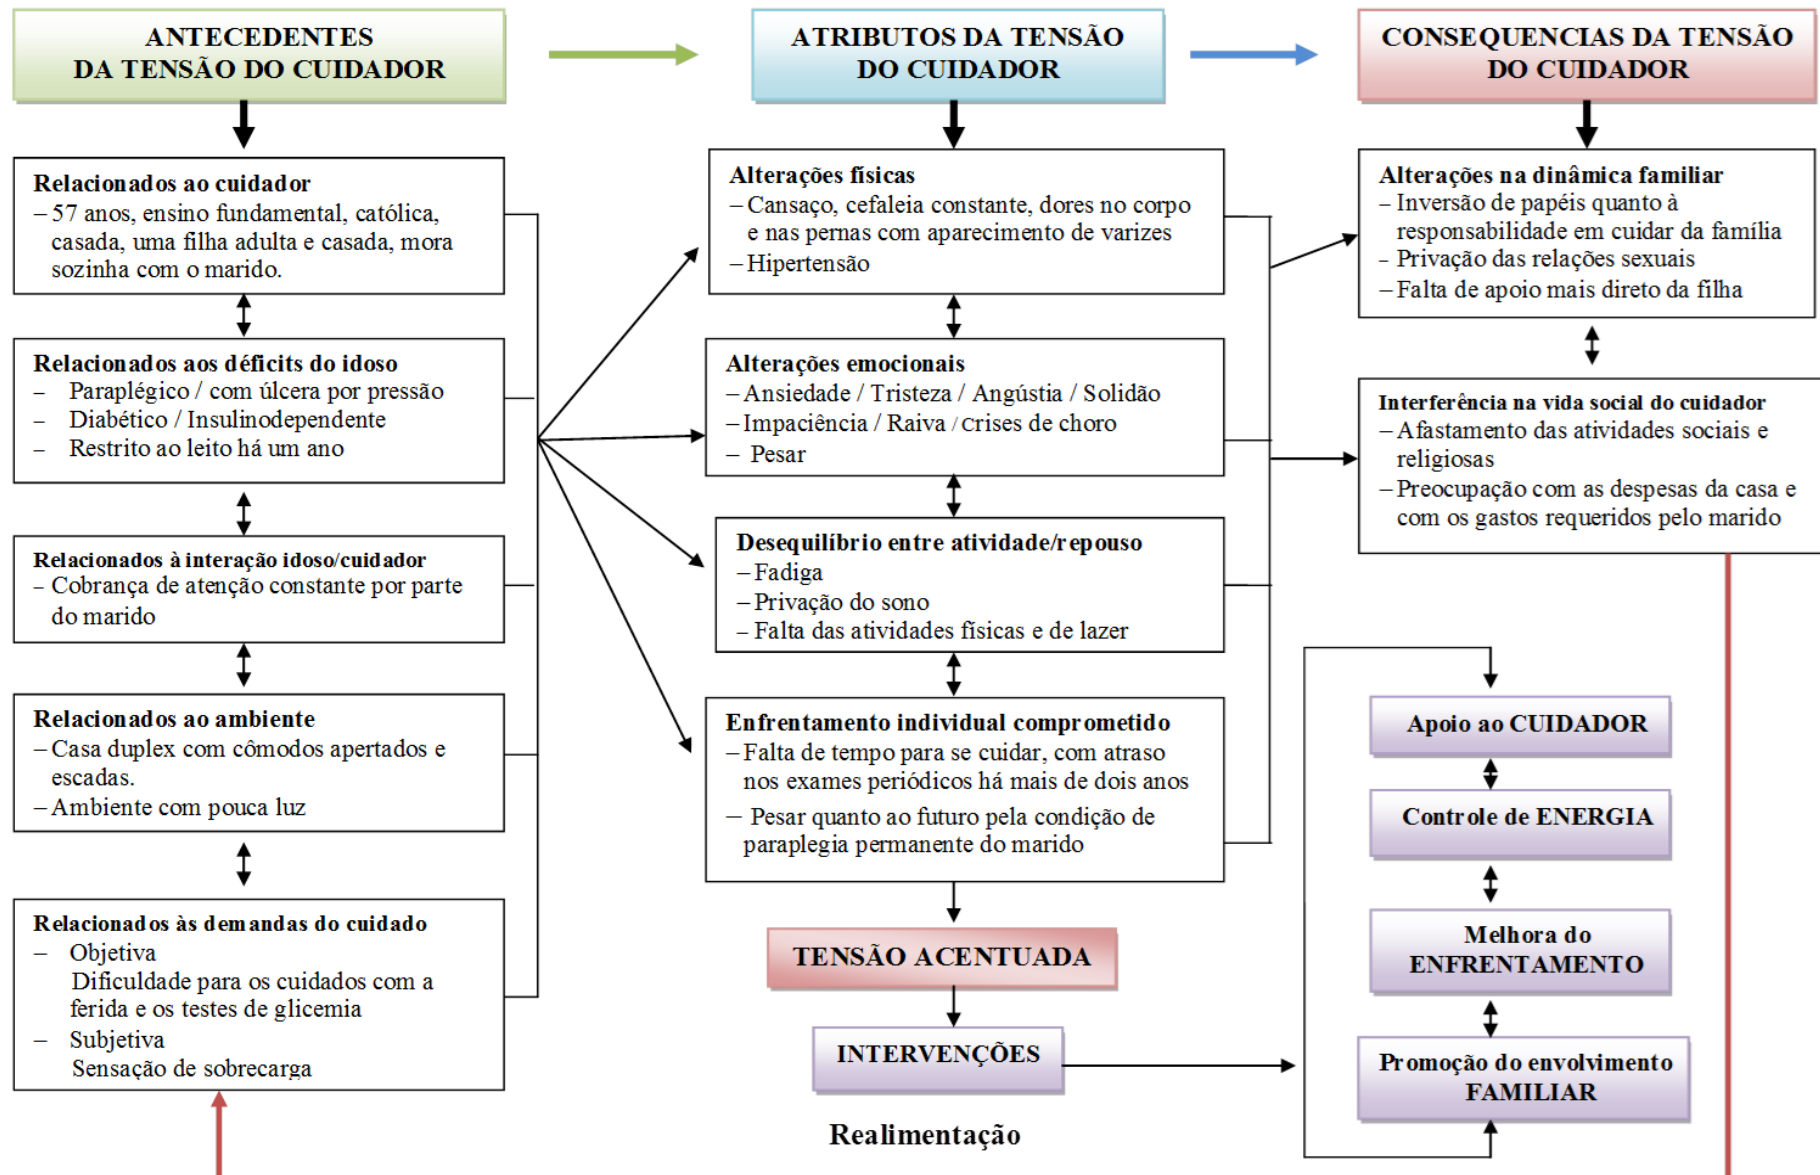 ANTECEDENTES
DA TENSÃO DO CUIDADOR
ATRIBUTOS DA TENSÃO
DO CUIDADOR
CONSEQUENCIAS DA TENSÃO
DO CUIDADOR
Relacionados ao cuidador
– 57 anos, ensino fundamental, católica,
casada, uma filha adulta e casada, mora
sozinha com o marido.
Relacionados aos déficits do idoso
– Paraplégico / com úlcera por pressão
– Diabético / Insulinodependente
– Restrito ao leito há um ano
Relacionados à interação idoso/cuidador
– Cobrança de atenção constante por parte
do marido
Relacionados ao ambiente
– Casa duplex com cômodos apertados e
escadas.
– Ambiente com pouca luz
Relacionados às demandas do cuidado
– Objetiva
Dificuldade para os cuidados com a
ferida e os testes de glicemia
– Subjetiva
Sensação de sobrecarga
Alterações físicas
– Cansaço, cefaleia constante, dores no corpo
e nas pernas com aparecimento de varizes
– Hipertensão
Alterações emocionais
– Ansiedade / Tristeza / Angústia / Solidão
– Impaciência / Raiva / Crises de choro
– Pesar
Desequilíbrio entre atividade/repouso
– Fadiga
– Privação do sono
– Falta das atividades físicas e de lazer
Enfrentamento individual comprometido
– Falta de tempo para se cuidar, com atraso
nos exames periódicos há mais de dois anos
– Pesar quanto ao futuro pela condição de
paraplegia permanente do marido
TENSÃO ACENTUADA
INTERVENÇÕES
Realimentação
Alterações na dinâmica familiar
– Inversão de papéis quanto à
responsabilidade em cuidar da família
- Privação das relações sexuais
- Falta de apoio mais direto da filha
Interferência na vida social do cuidador
– Afastamento das atividades sociais e
religiosas
– Preocupação com as despesas da casa e
com os gastos requeridos pelo marido
Apoio ao CUIDADOR
Controle de ENERGIA
Melhora do
ENFRENTAMENTO
Promoção do envolvimento
FAMILIAR